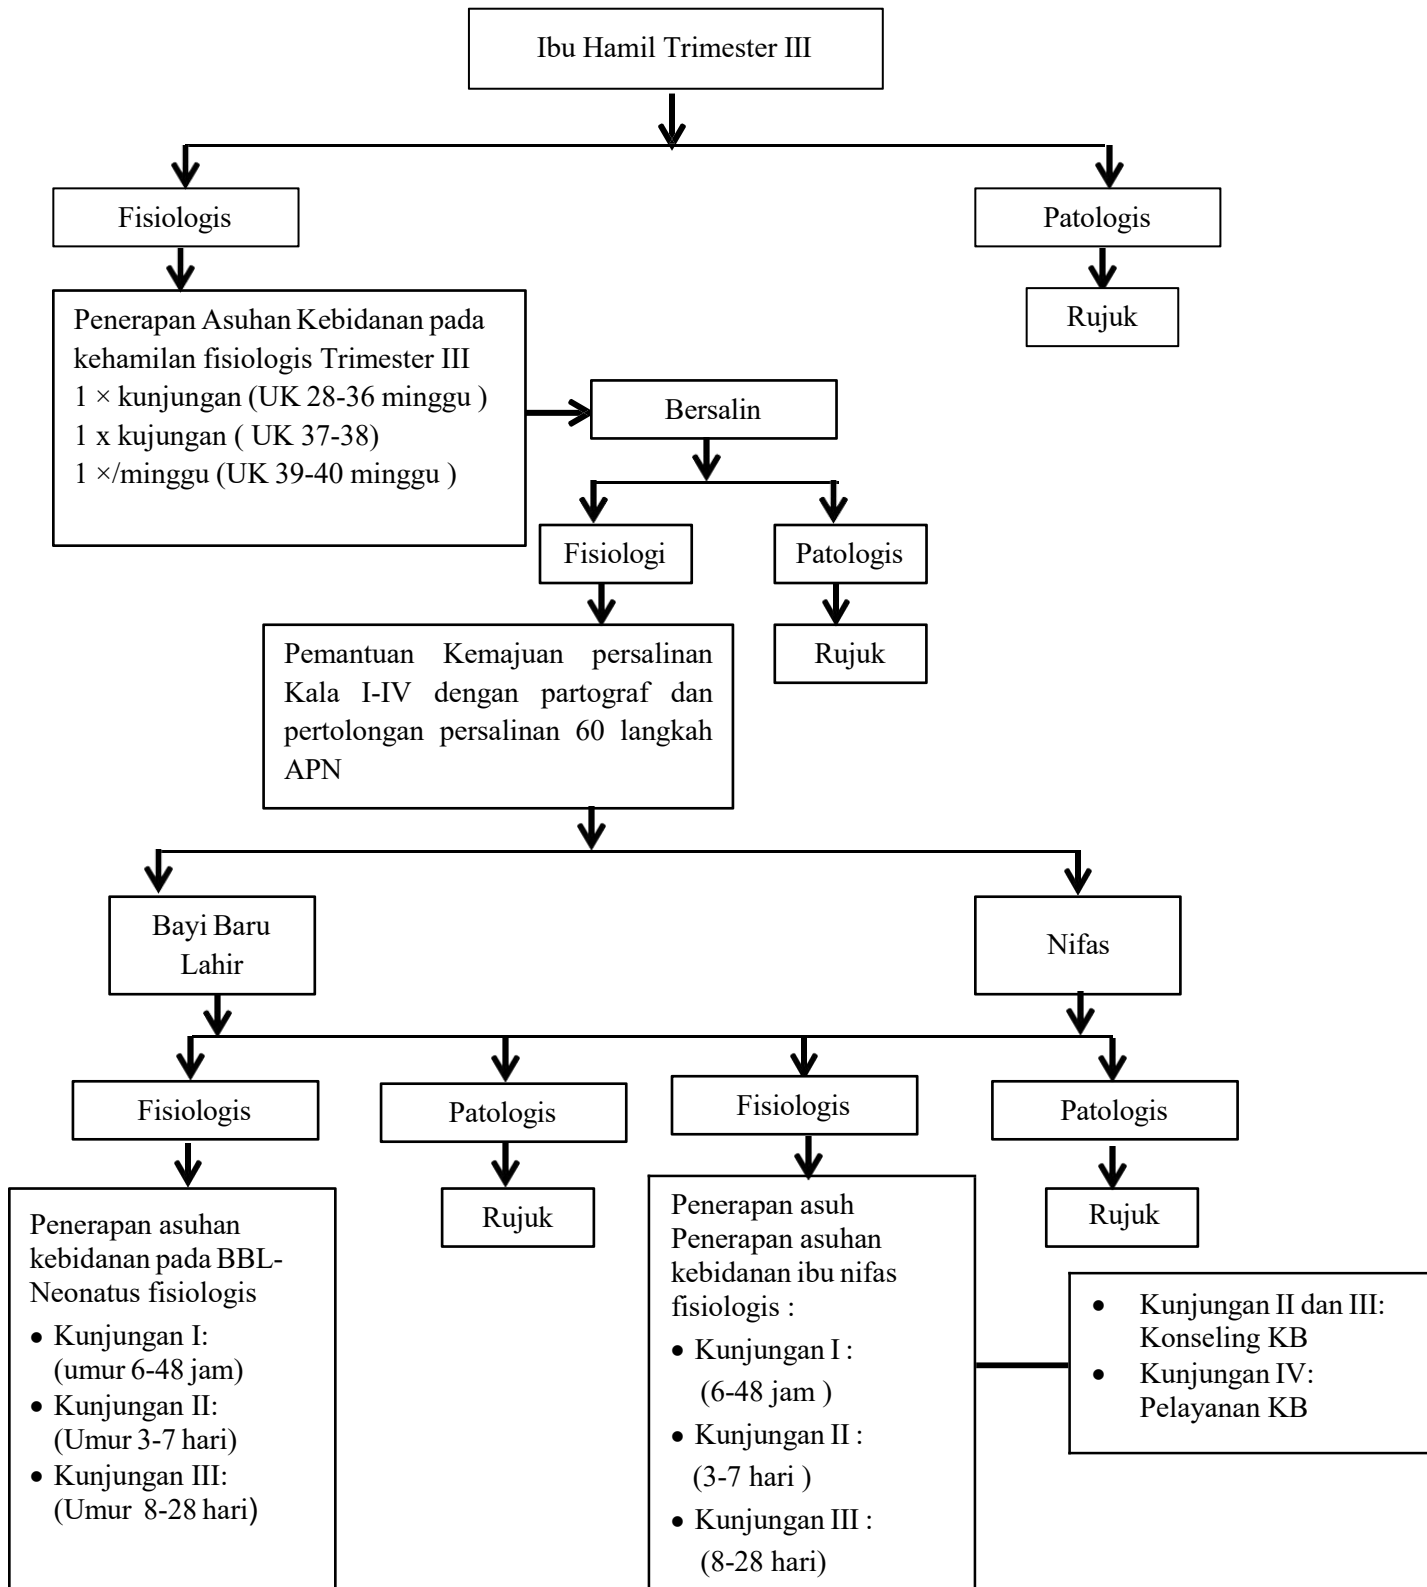 Ibu Hamil Trimester III
Fisiologis
Patologis
Penerapan Asuhan Kebidanan pada
kehamilan fisiologis Trimester III
1 × kunjungan (UK 28-36 minggu )
1 x kujungan ( UK 37-38)
1 ×/minggu (UK 39-40 minggu )
Rujuk
Bersalin
Fisiologi
Patologis
Pemantuan Kemajuan persalinan
Kala I-IV dengan partograf dan
pertolongan persalinan 60 langkah
APN
Rujuk
Bayi Baru
Lahir
Nifas
Fisiologis
Patologis
Fisiologis
Patologis
Penerapan asuhan
kebidanan pada BBL-
Neonatus fisiologis
• Kunjungan I:
(umur 6-48 jam)
• Kunjungan II:
(Umur 3-7 hari)
• Kunjungan III:
(Umur 8-28 hari)
Rujuk
Penerapan asuh
Penerapan asuhan
kebidanan ibu nifas
fisiologis :
• Kunjungan I :
(6-48 jam )
• Kunjungan II :
(3-7 hari )
• Kunjungan III :
(8-28 hari)
Rujuk
• Kunjungan II dan III:
Konseling KB
• Kunjungan IV:
Pelayanan KB